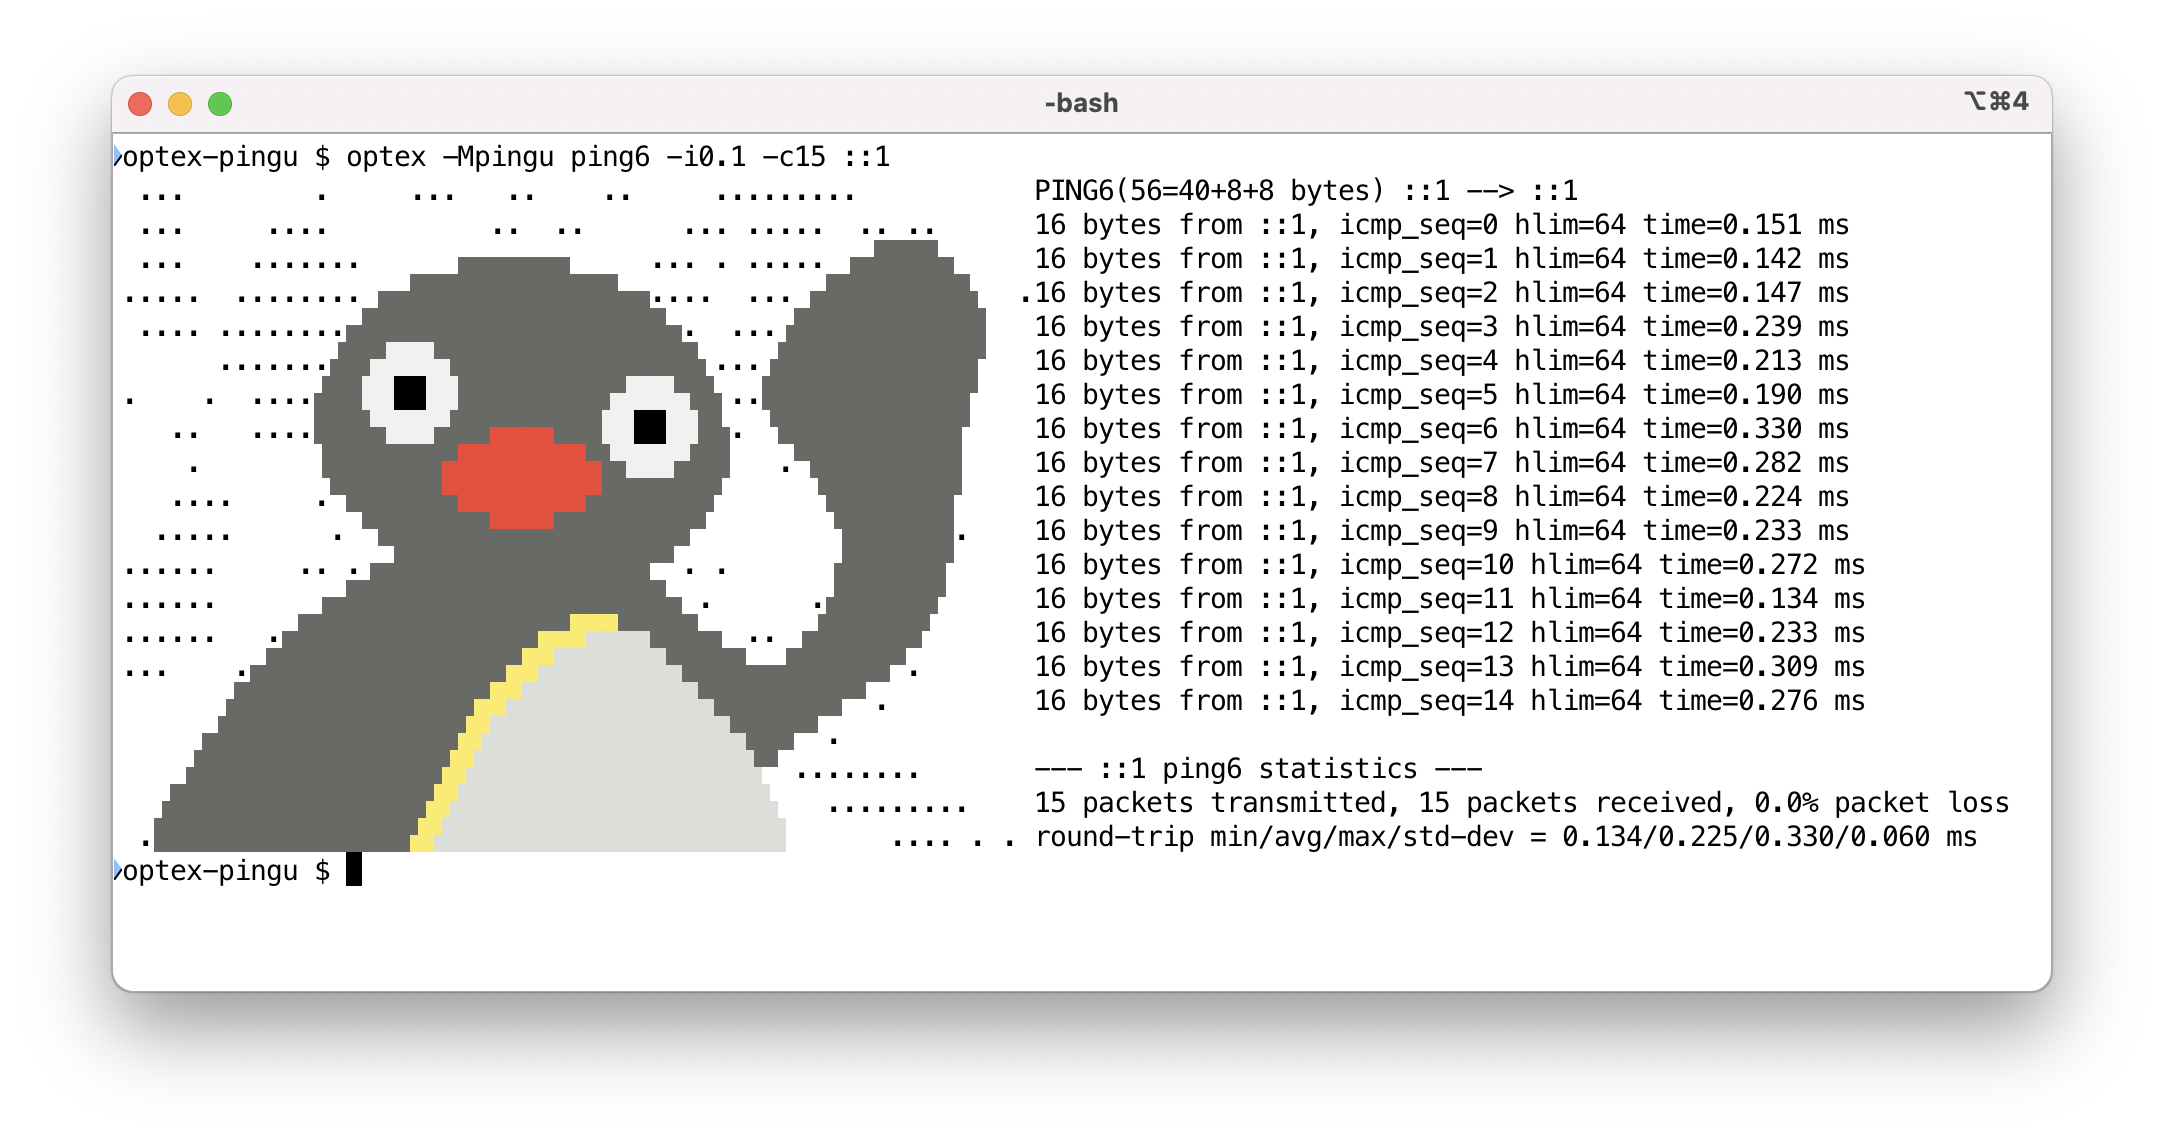 -bash ⌥⌘4
optex-pingu $ optex -Mpingu ping6 -i0.1 -c15 ::1
PING6(56=40+8+8 bytes) ::1 --> ::1
16 bytes from ::1, icmp_seq=0 hlim=64 time=0.151 ms
16 bytes from ::1, icmp_seq=1 hlim=64 time=0.142 ms
16 bytes from ::1, icmp_seq=2 hlim=64 time=0.147 ms
16 bytes from ::1, icmp_seq=3 hlim=64 time=0.239 ms
16 bytes from ::1, icmp_seq=4 hlim=64 time=0.213 ms
16 bytes from ::1, icmp_seq=5 hlim=64 time=0.190 ms
16 bytes from ::1, icmp_seq=6 hlim=64 time=0.330 ms
16 bytes from ::1, icmp_seq=7 hlim=64 time=0.282 ms
16 bytes from ::1, icmp_seq=8 hlim=64 time=0.224 ms
16 bytes from ::1, icmp_seq=9 hlim=64 time=0.233 ms
16 bytes from ::1, icmp_seq=10 hlim=64 time=0.272 ms
16 bytes from ::1, icmp_seq=11 hlim=64 time=0.134 ms
16 bytes from ::1, icmp_seq=12 hlim=64 time=0.233 ms
16 bytes from ::1, icmp_seq=13 hlim=64 time=0.309 ms
16 bytes from ::1, icmp_seq=14 hlim=64 time=0.276 ms
--- ::1 ping6 statistics ---
15 packets transmitted, 15 packets received, 0.0% packet loss
round-trip min/avg/max/std-dev = 0.134/0.225/0.330/0.060 ms
optex-pingu $